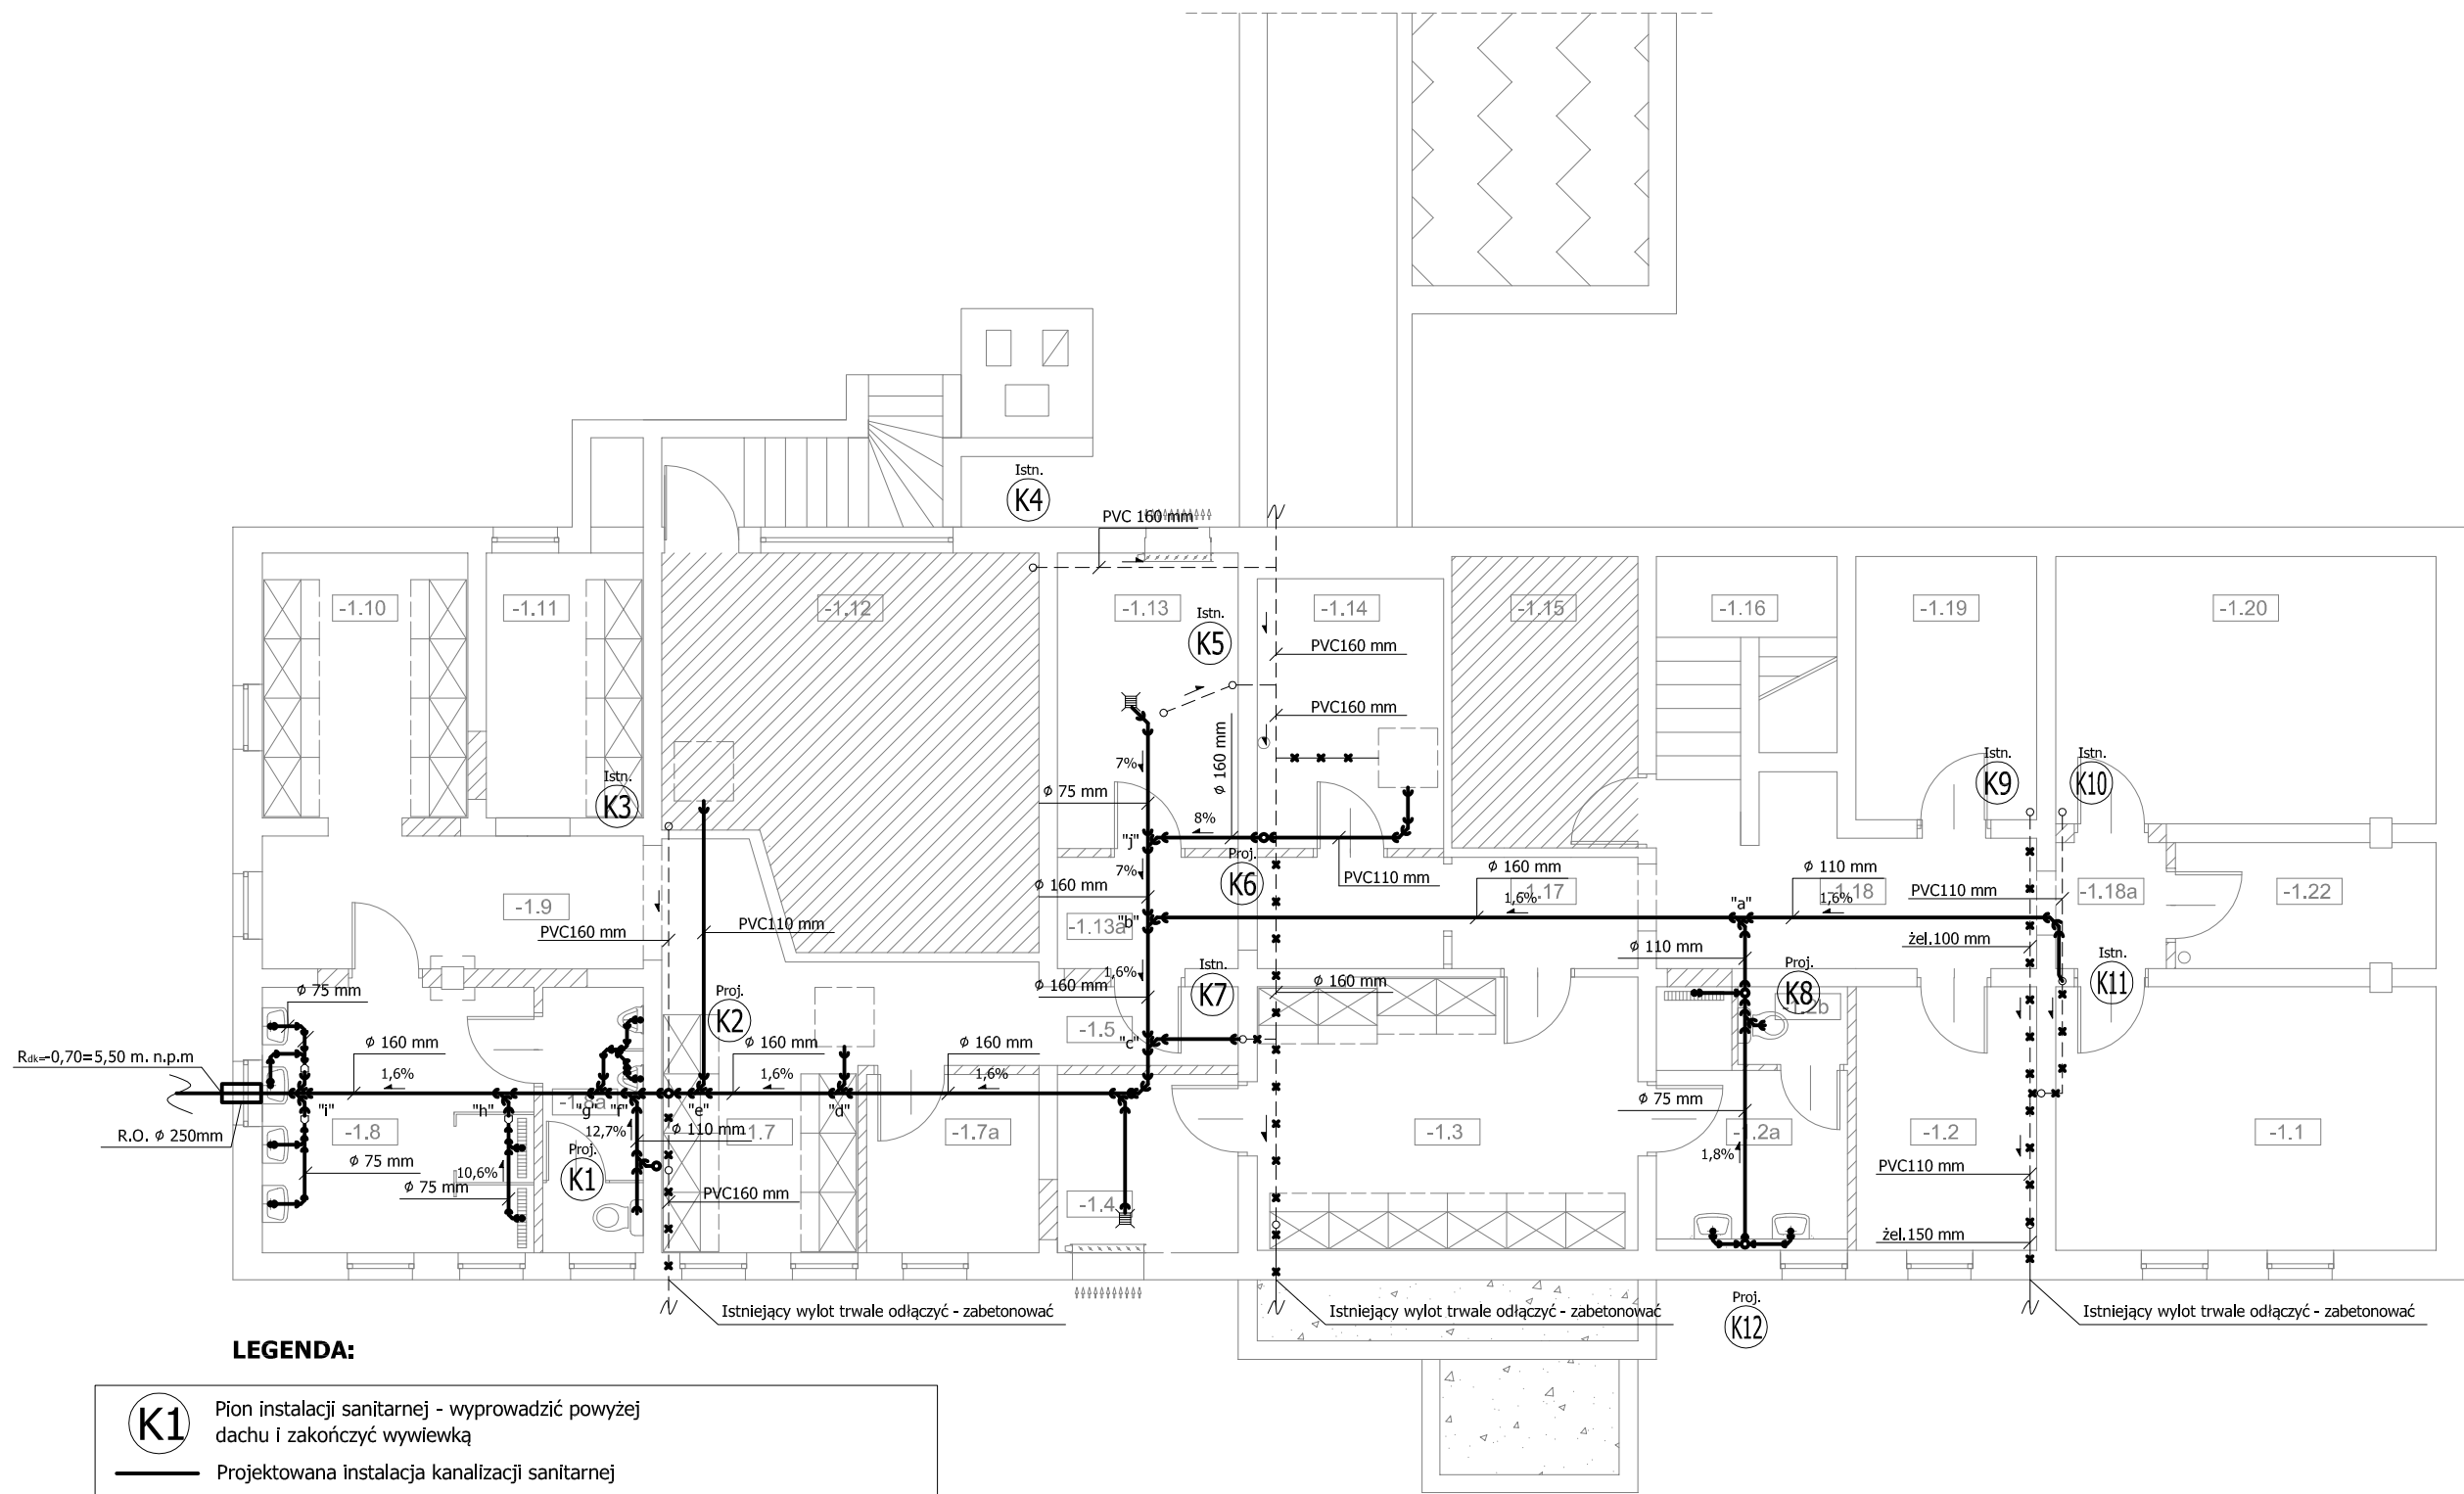 Istn.
K4
PVC 160 mm
-1.10
-1.11
-1.12
-1.13
-1.14
-1.15
-1.16
-1.19
-1.20
Istn.
K5
PVC160 mm
PVC160 mm
ϕ 160 mm
Istn.
K3
7%
ϕ 75 mm
8%
"j"
Istn.
K9
Istn.
K10
Proj.
K6
7%
ϕ 160 mm
PVC110 mm
ϕ 160 mm
-1.17
1,6%
ϕ 110 mm
-1.18
1,6%
PVC110 mm
-1.18a
-1.22
-1.9
PVC160 mm
PVC110 mm
-1.13a
"b"
"a"
ϕ 110 mm
żel.100 mm
1,6%
ϕ 160 mm
Istn.
K7
ϕ 160 mm
Proj.
K8
-1.2b
Istn.
K11
ϕ 75 mm
Proj.
K2
-1.5
"c"
Rdk=-0,70=5,50 m. n.p.m
ϕ 160 mm
1,6%
ϕ 160 mm
1,6%
ϕ 160 mm
1,6%
ϕ 75 mm
"i"
"h"
"g"
"f"
"e"
"d"
-1.8a
R.O. ϕ 250mm
-1.8
12,7%
ϕ 110 mm
-1.7
-1.7a
-1.3
-1.2a
-1.2
-1.1
Proj.
K1
1,8%
ϕ 75 mm
10,6%
ϕ 75 mm
PVC160 mm
-1.4
PVC110 mm
żel.150 mm
Istniejący wylot trwale odłączyć - zabetonować
Istniejący wylot trwale odłączyć - zabetonować
Istniejący wylot trwale odłączyć - zabetonować
Proj.
K12
LEGENDA:
K1
Pion instalacji sanitarnej - wyprowadzić powyżej
dachu i zakończyć wywiewką
Projektowana instalacja kanalizacji sanitarnej